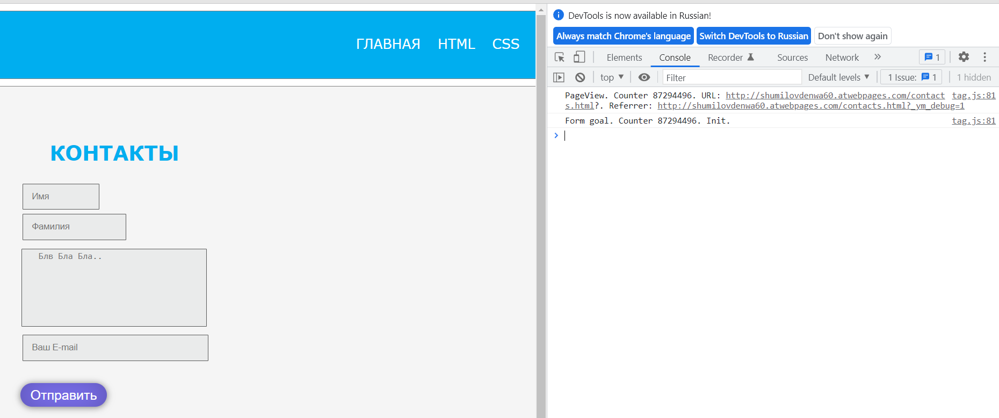 ГЛАВНАЯ HTML CSS
КОНТАКТЫ
Имя
Фамилия
Блв Бла Бла..
Ваш E-mail
Отправить
DevTools is now available in Russian!
Always match Chrome's language Switch DevTools to Russian Don't show again
Elements Console Recorder Sources Network » 1
top ▼ Filter Default levels ▼ 1 Issue: 1 1 hidden
PageView. Counter 87294496. URL: http://shumilovdenwa60.atwebpages.com/contact tag.js:81
s.html?. Referrer: http://shumilovdenwa60.atwebpages.com/contacts.html?_ym_debug=1
Form goal. Counter 87294496. Init. tag.js:81